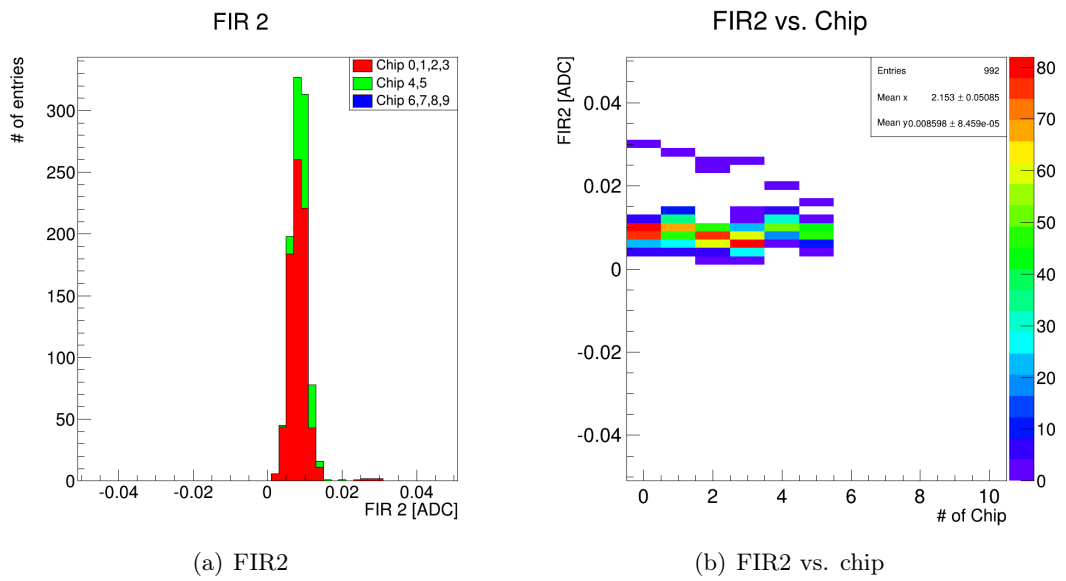 FIR 2
# of entries
Chip 0,1,2,3
Chip 4,5
Chip 6,7,8,9
300
250
200
150
100
50
0
-0.04 -0.02 0 0.02 0.04
FIR 2 [ADC]
(a) FIR2
FIR2 vs. Chip
FIR2 [ADC]
Entries 992
Mean x 2.153 ± 0.05085
Mean y 0.008598 ± 8.459e-05
0.04
0.02
0
-0.02
-0.04
0 2 4 6 8 10
# of Chip
80
70
60
50
40
30
20
10
0
(b) FIR2 vs. chip